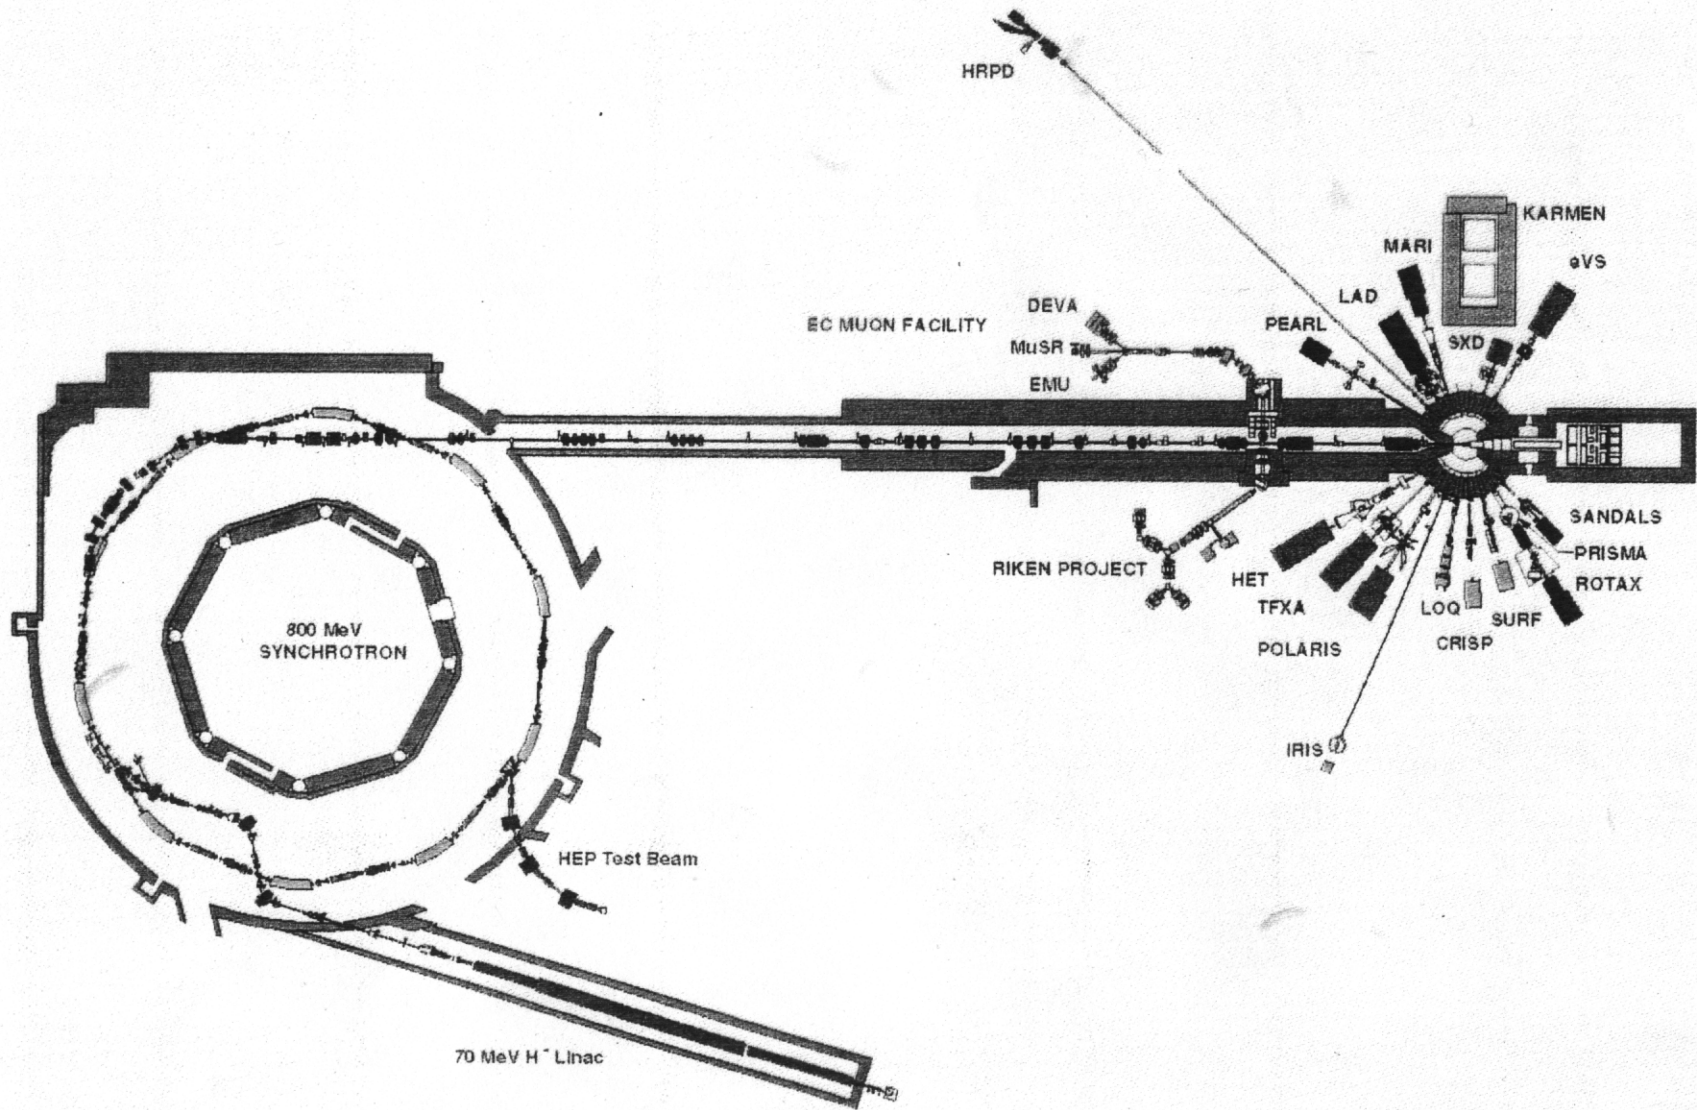 HRPD
KARMEN
MARI
eVS
LAD
DEVA
EC MUON FACILITY
PEARL
SXD
MuSR
EMU
SANDALS
PRISMA
RIKEN PROJECT
HET
ROTAX
TFXA
LOQ
SURF
POLARIS
CRISP
800 MeV
SYNCHROTRON
IRIS
HEP Test Beam
70 MeV H⁻ Linac